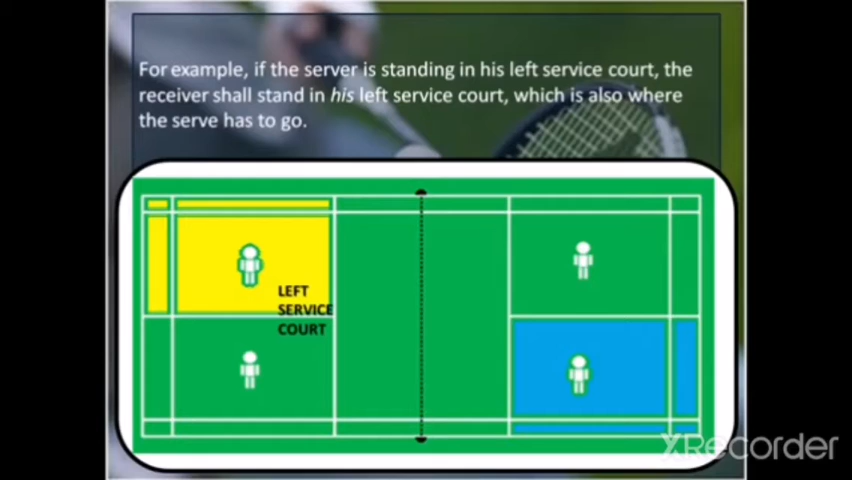 For example, if the server is standing in his left service court, the
receiver shall stand in his left service court, which is also where
the serve has to go.
LEFT
SERVICE
COURT
XRecorder